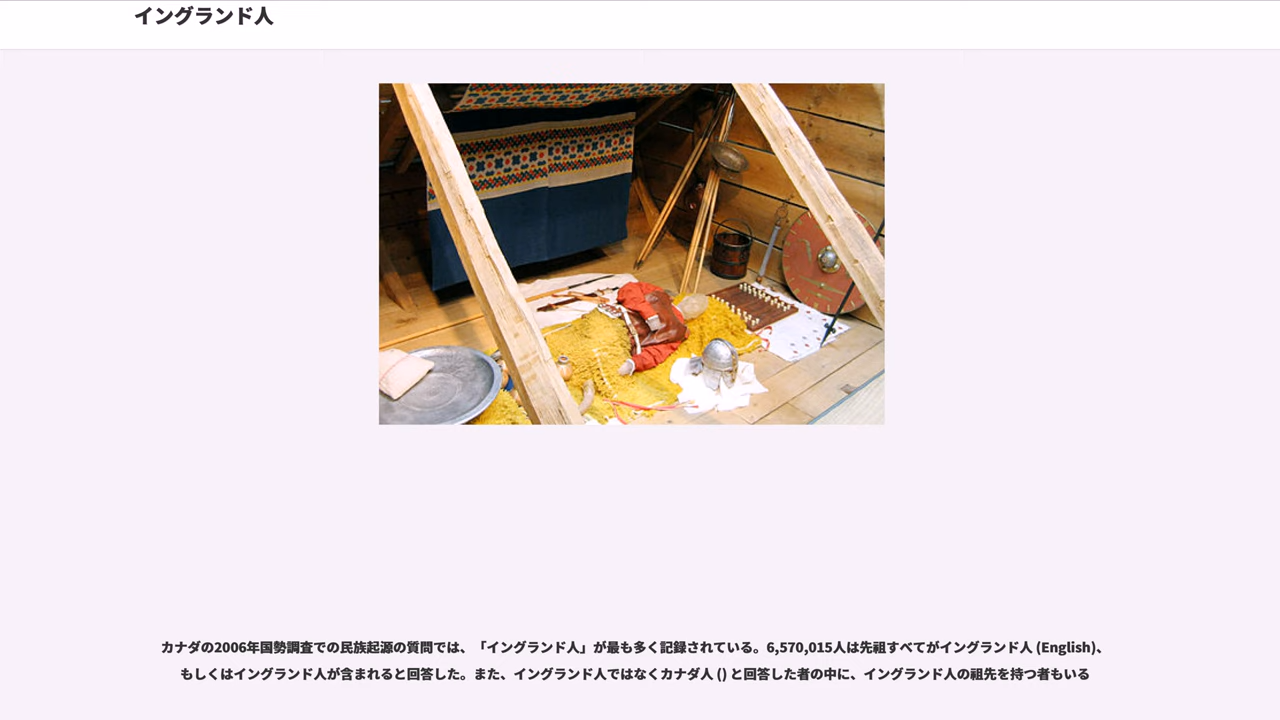 イングランド人
カナダの2006年国勢調査での民族起源の質問では、「イングランド人」が最も多く記録されている。6,570,015人は先祖すべてがイングランド人 (English)、
もしくはイングランド人が含まれると回答した。また、イングランド人ではなくカナダ人 () と回答した者の中に、イングランド人の祖先を持つ者もいる